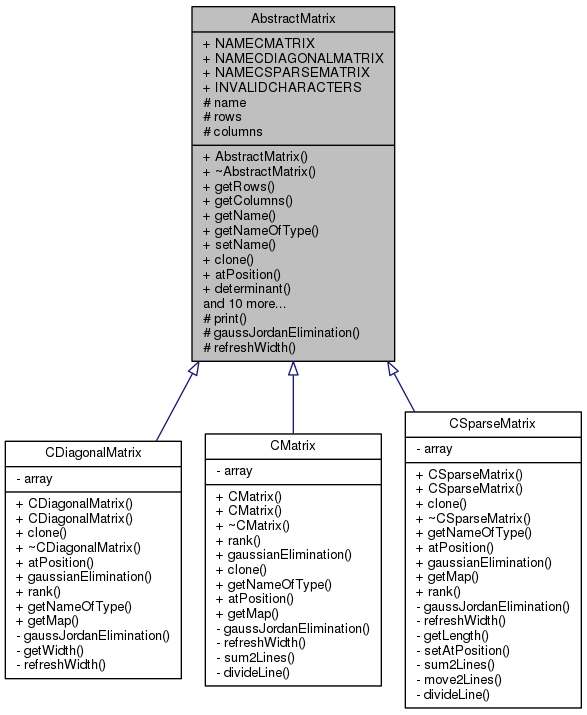 AbstractMatrix
+ NAMECMATRIX
+ NAMECDIAGONALMATRIX
+ NAMECSPARSEMATRIX
+ INVALIDCHARACTERS
# name
# rows
# columns
+ AbstractMatrix()
+ ~AbstractMatrix()
+ getRows()
+ getColumns()
+ getName()
+ getNameOfType()
+ setName()
+ clone()
+ atPosition()
+ determinant()
and 10 more...
# print()
# gaussJordanElimination()
# refreshWidth()
CDiagonalMatrix
- array
+ CDiagonalMatrix()
+ CDiagonalMatrix()
+ clone()
+ ~CDiagonalMatrix()
+ atPosition()
+ gaussianElimination()
+ rank()
+ getNameOfType()
+ getMap()
- gaussJordanElimination()
- getWidth()
- refreshWidth()
CMatrix
- array
+ CMatrix()
+ CMatrix()
+ ~CMatrix()
+ rank()
+ gaussianElimination()
+ clone()
+ getNameOfType()
+ atPosition()
+ getMap()
- gaussJordanElimination()
- refreshWidth()
- sum2Lines()
- divideLine()
CSparseMatrix
- array
+ CSparseMatrix()
+ CSparseMatrix()
+ clone()
+ ~CSparseMatrix()
+ getNameOfType()
+ atPosition()
+ gaussianElimination()
+ getMap()
+ rank()
- gaussJordanElimination()
- refreshWidth()
- getLength()
- setAtPosition()
- sum2Lines()
- move2Lines()
- divideLine()